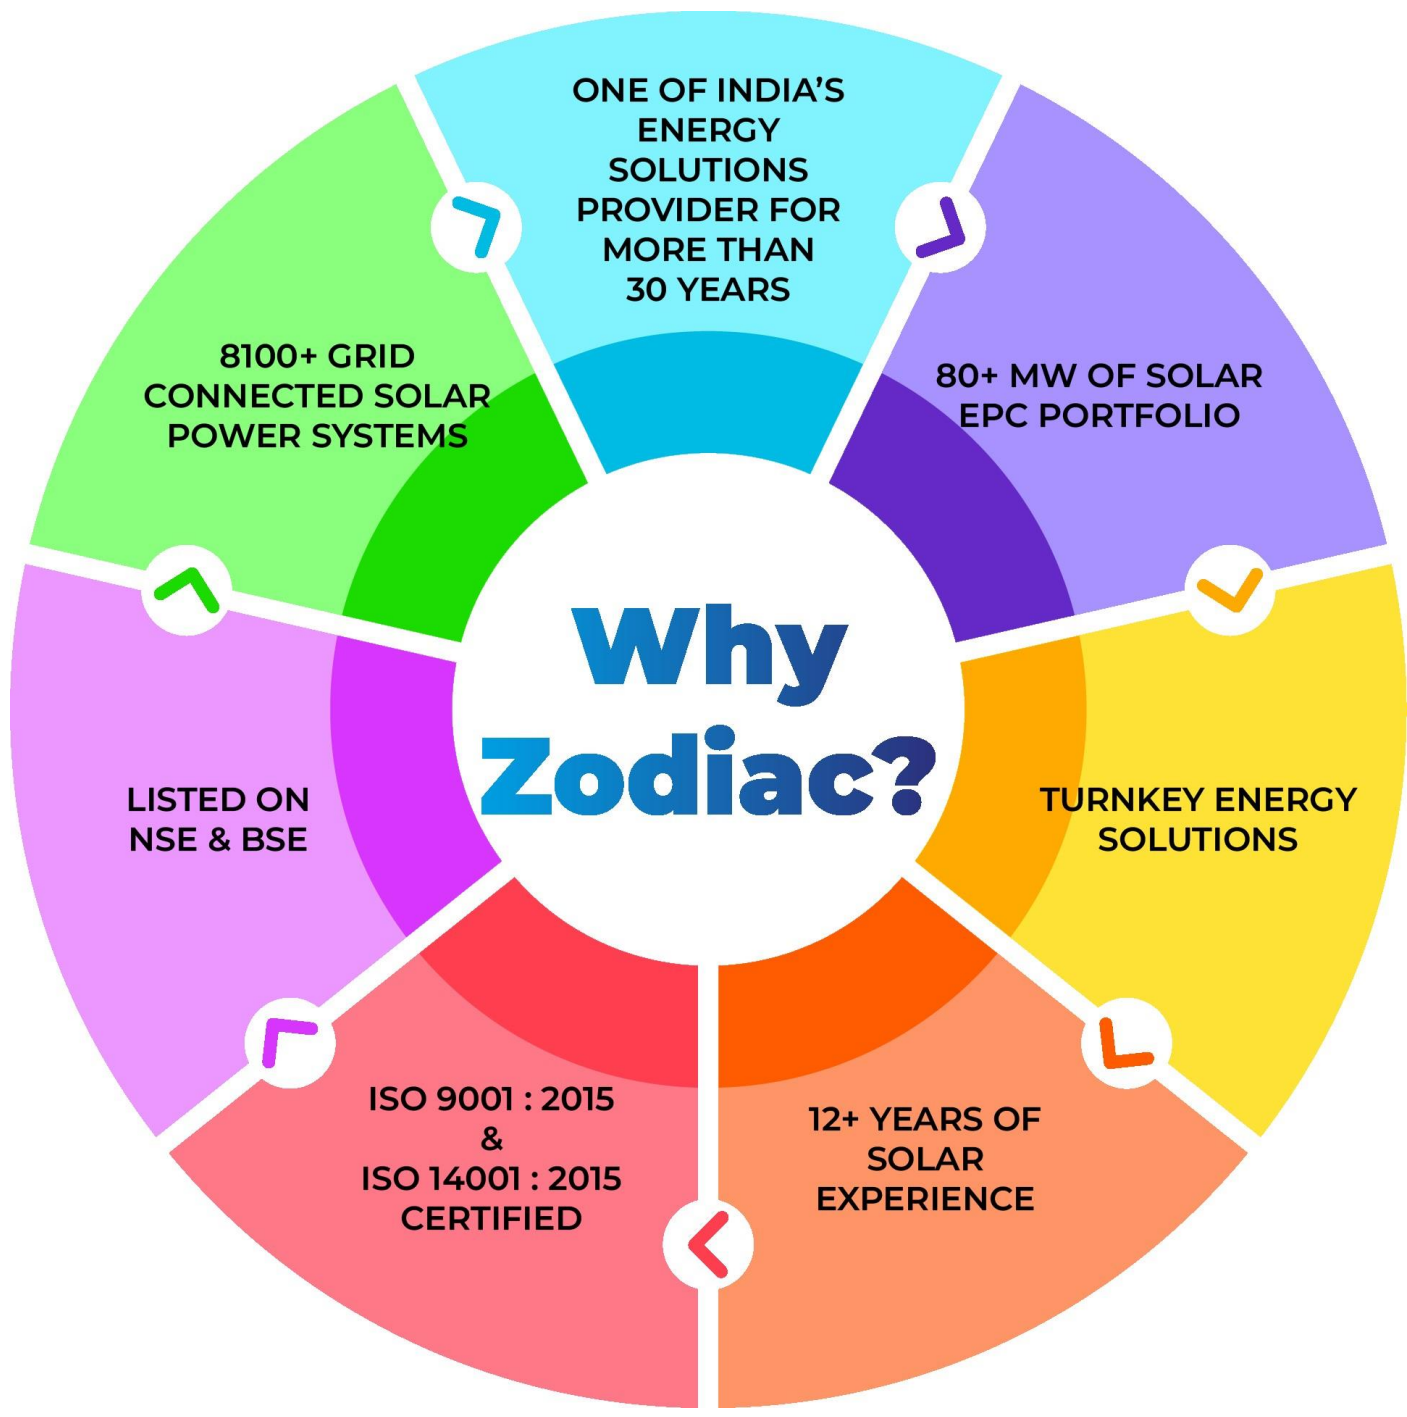 ONE OF INDIA’S
ENERGY
SOLUTIONS
PROVIDER FOR
MORE THAN
30 YEARS
80+ MW OF SOLAR
EPC PORTFOLIO
TURNKEY ENERGY
SOLUTIONS
12+ YEARS OF
SOLAR
EXPERIENCE
ISO 9001 : 2015
&
ISO 14001 : 2015
CERTIFIED
LISTED ON
NSE & BSE
8100+ GRID
CONNECTED SOLAR
POWER SYSTEMS
Why
Zodiac?